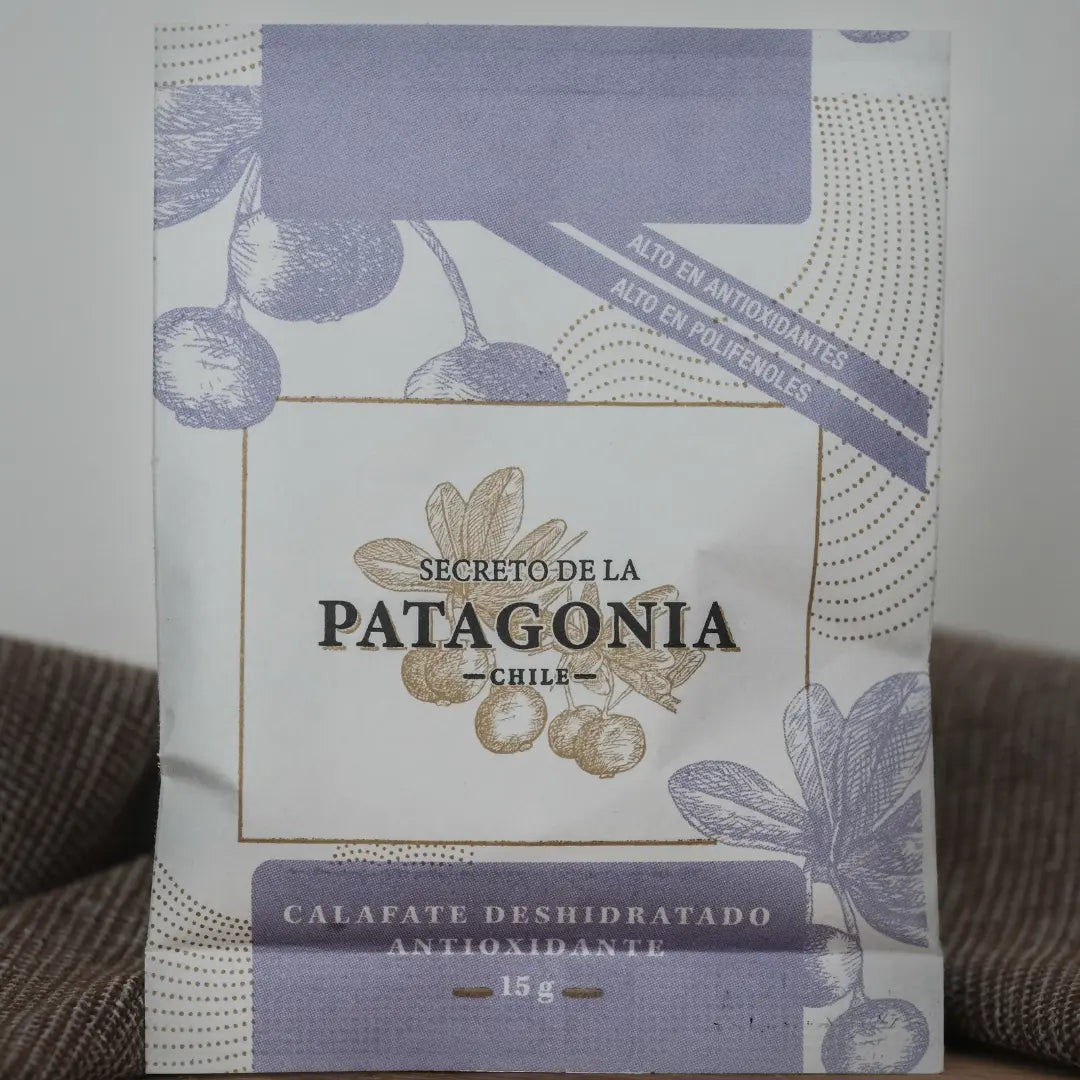 ALTO EN ANTIOXIDANTES
ALTO EN POLIFENOLES
SECRETO DE LA
PATAGONIA
CHILE
CALAFATE DESHIDRATADO
ANTIOXIDANTE
15 g